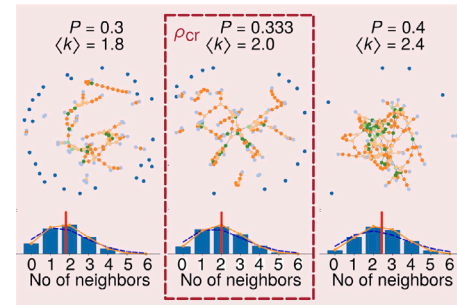 P = 0.3
⟨k⟩ = 1.8
ρcr
P = 0.333
⟨k⟩ = 2.0
P = 0.4
⟨k⟩ = 2.4
0 1 2 3 4 5 6
No of neighbors
0 1 2 3 4 5 6
No of neighbors
0 1 2 3 4 5 6
No of neighbors